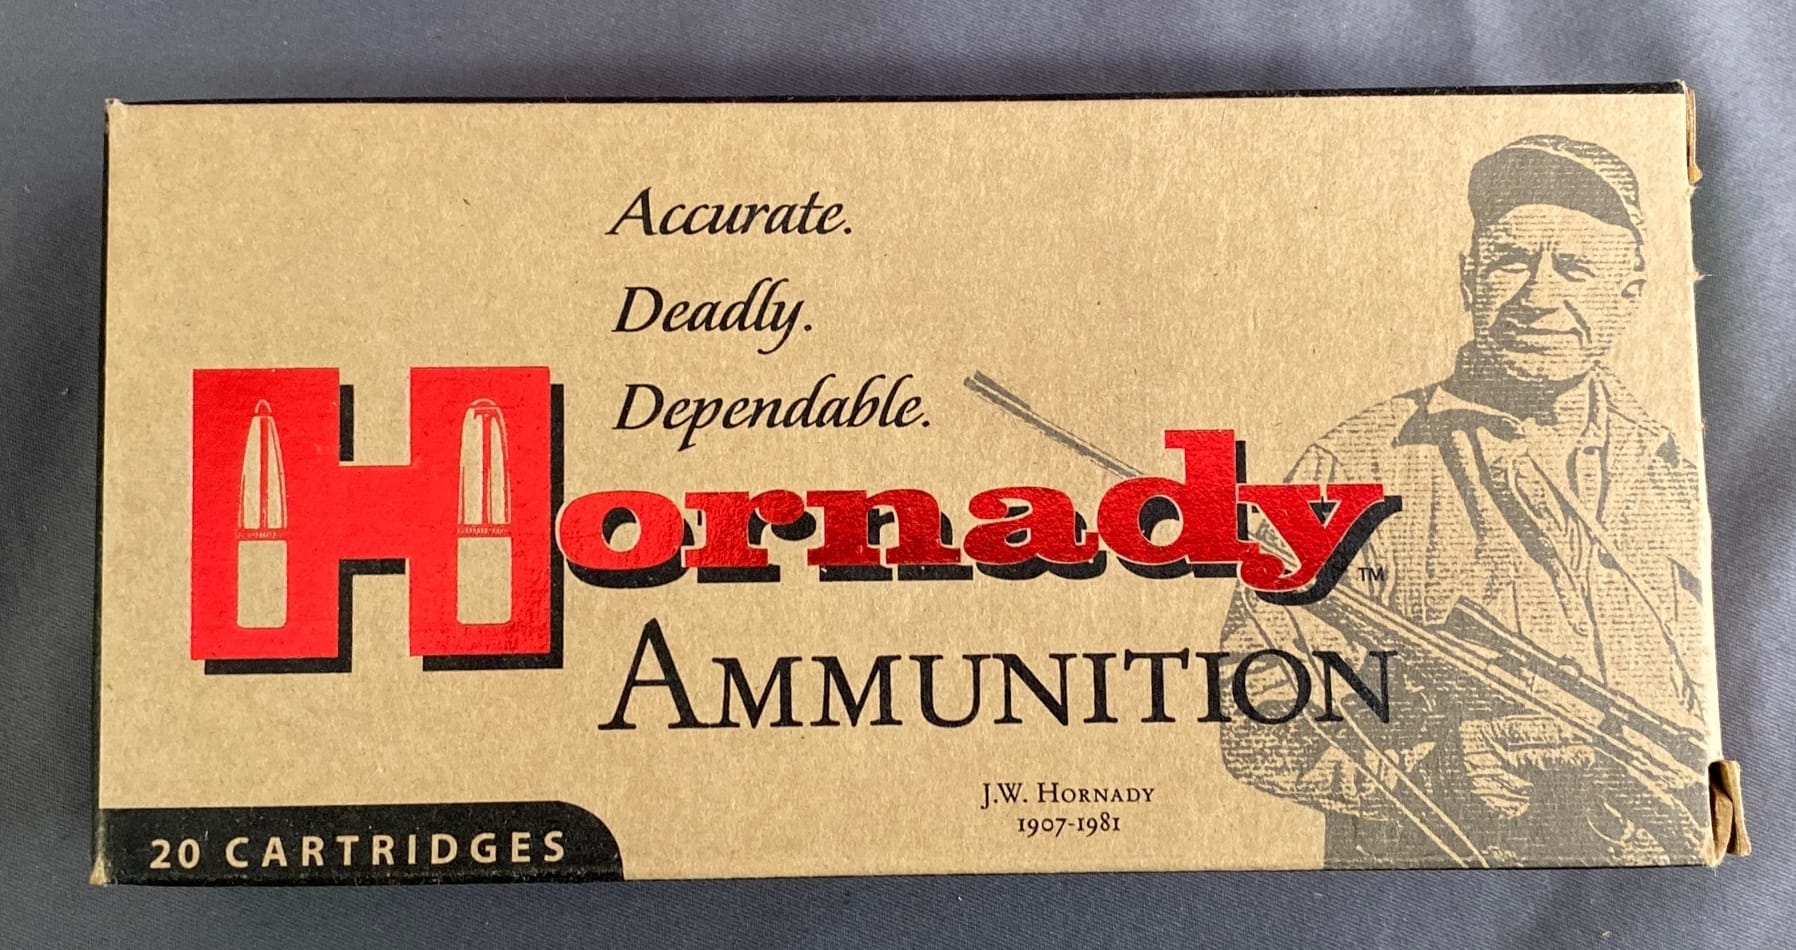 Accurate.
Deadly.
Dependable.
Hornady™
AMMUNITION
J.W. HORNADY
1907-1981
20 CARTRIDGES